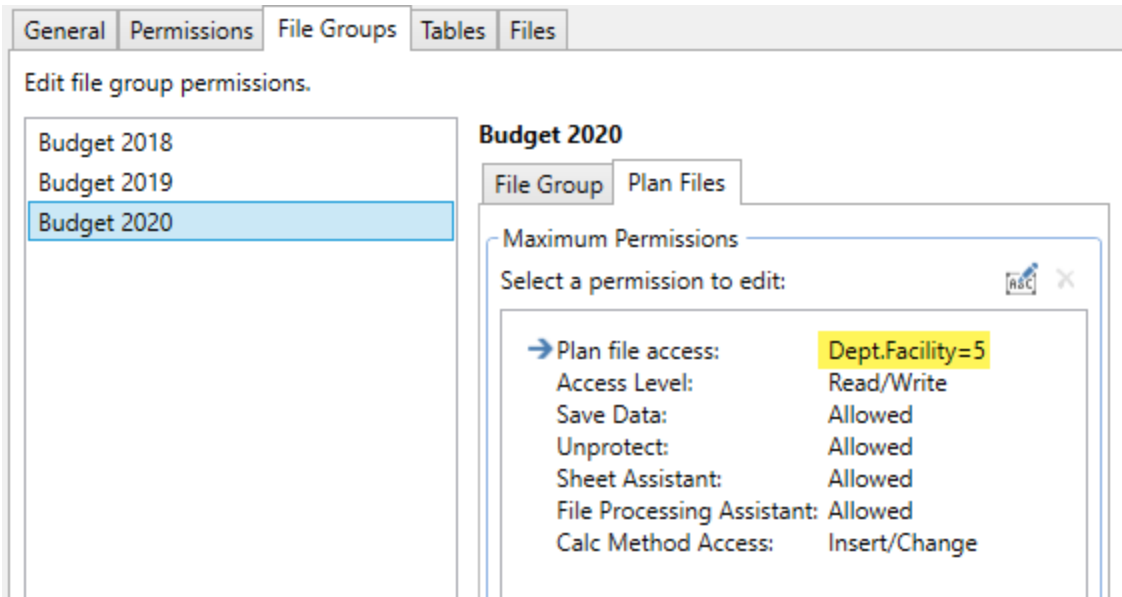 General Permissions File Groups Tables Files
Edit file group permissions.
Budget 2018
Budget 2019
Budget 2020
Budget 2020
File Group Plan Files
Maximum Permissions
Select a permission to edit:
ABC
Plan file access: Dept.Facility=5
Access Level: Read/Write
Save Data: Allowed
Unprotect: Allowed
Sheet Assistant: Allowed
File Processing Assistant: Allowed
Calc Method Access: Insert/Change